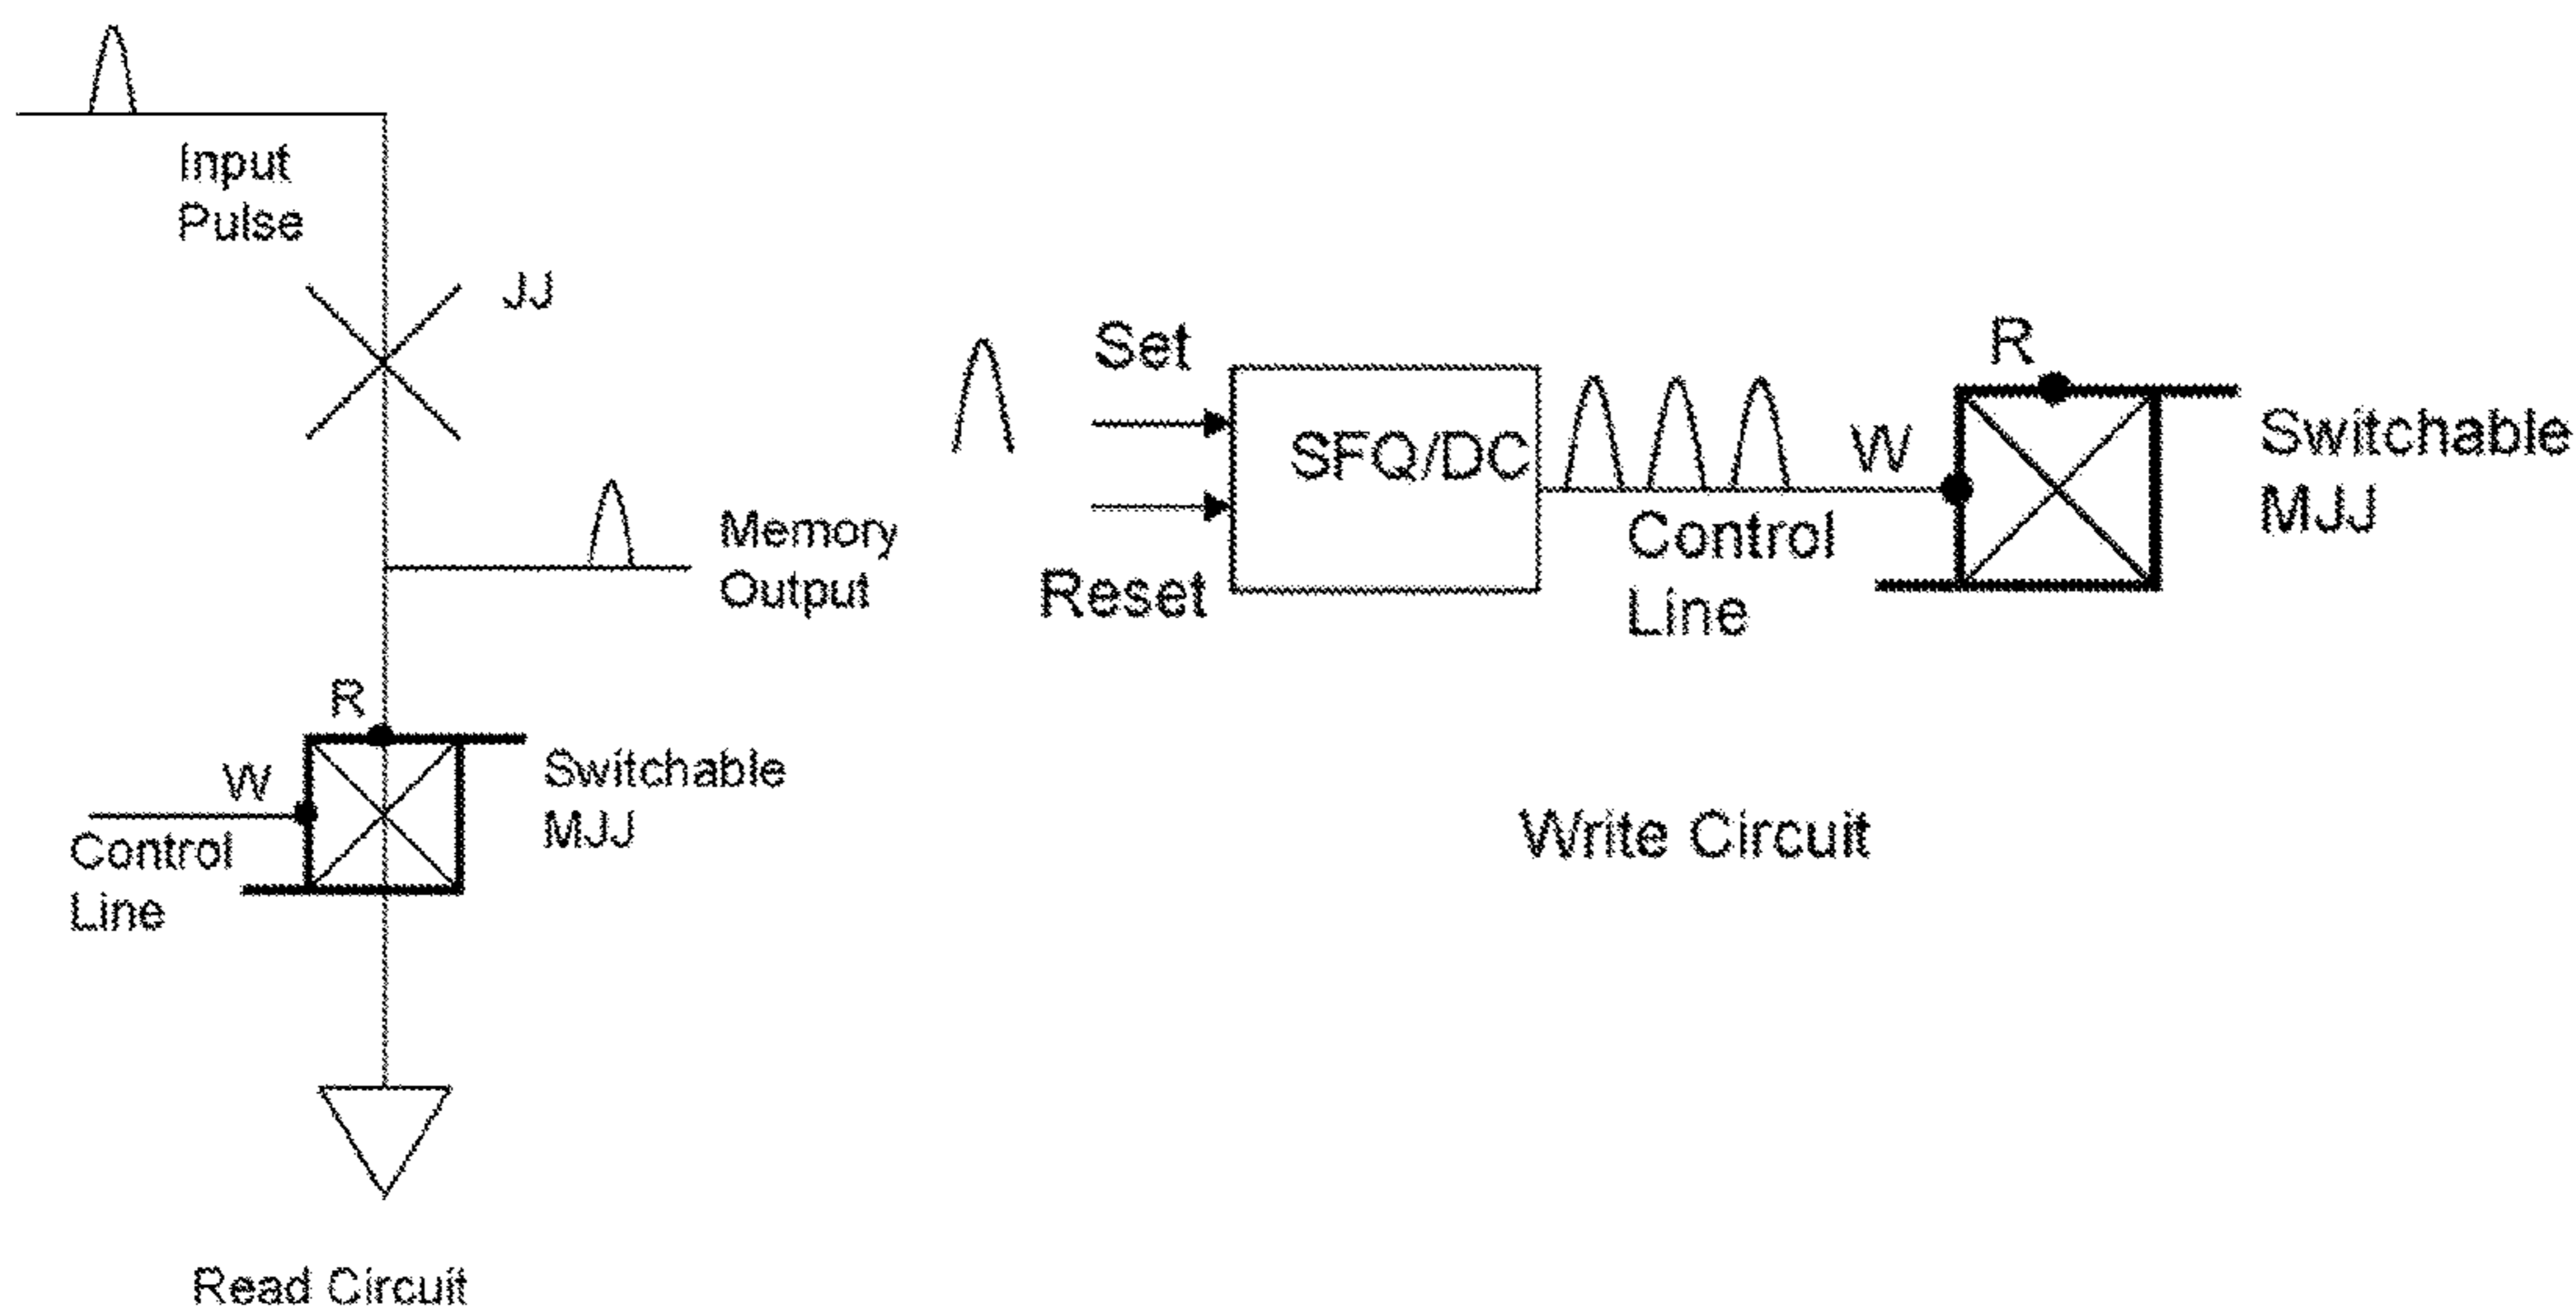 Input
Pulse
JJ
Memory
Output
R
W
Switchable
MJJ
Control
Line
Read Circuit
Set
Reset
SFQ/DC
Control
Line
W
R
Switchable
MJJ
Write Circuit